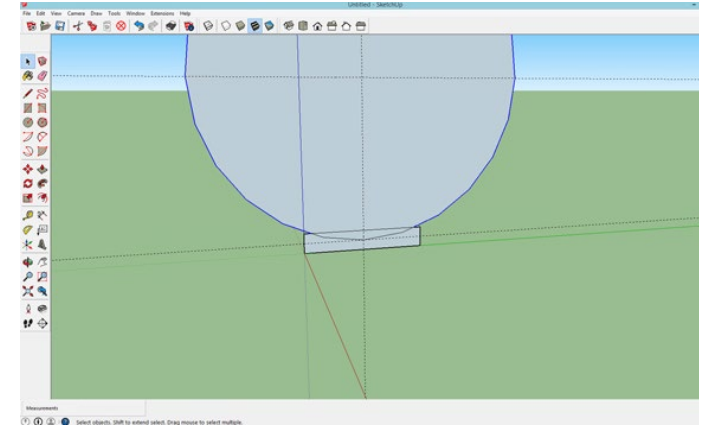 Untitled - SketchUp
File Edit View Camera Draw Tools Window Extensions Help
Measurements
Select objects. Shift to extend select. Drag mouse to select multiple.